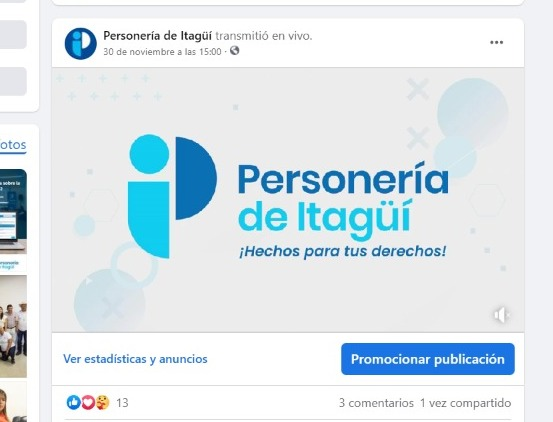 Personería de Itagüí transmitió en vivo.
30 de noviembre a las 15:00 ·
otos
Personería
de Itagüí
¡Hechos para tus derechos!
Ver estadísticas y anuncios
Promocionar publicación
13
3 comentarios 1 vez compartido